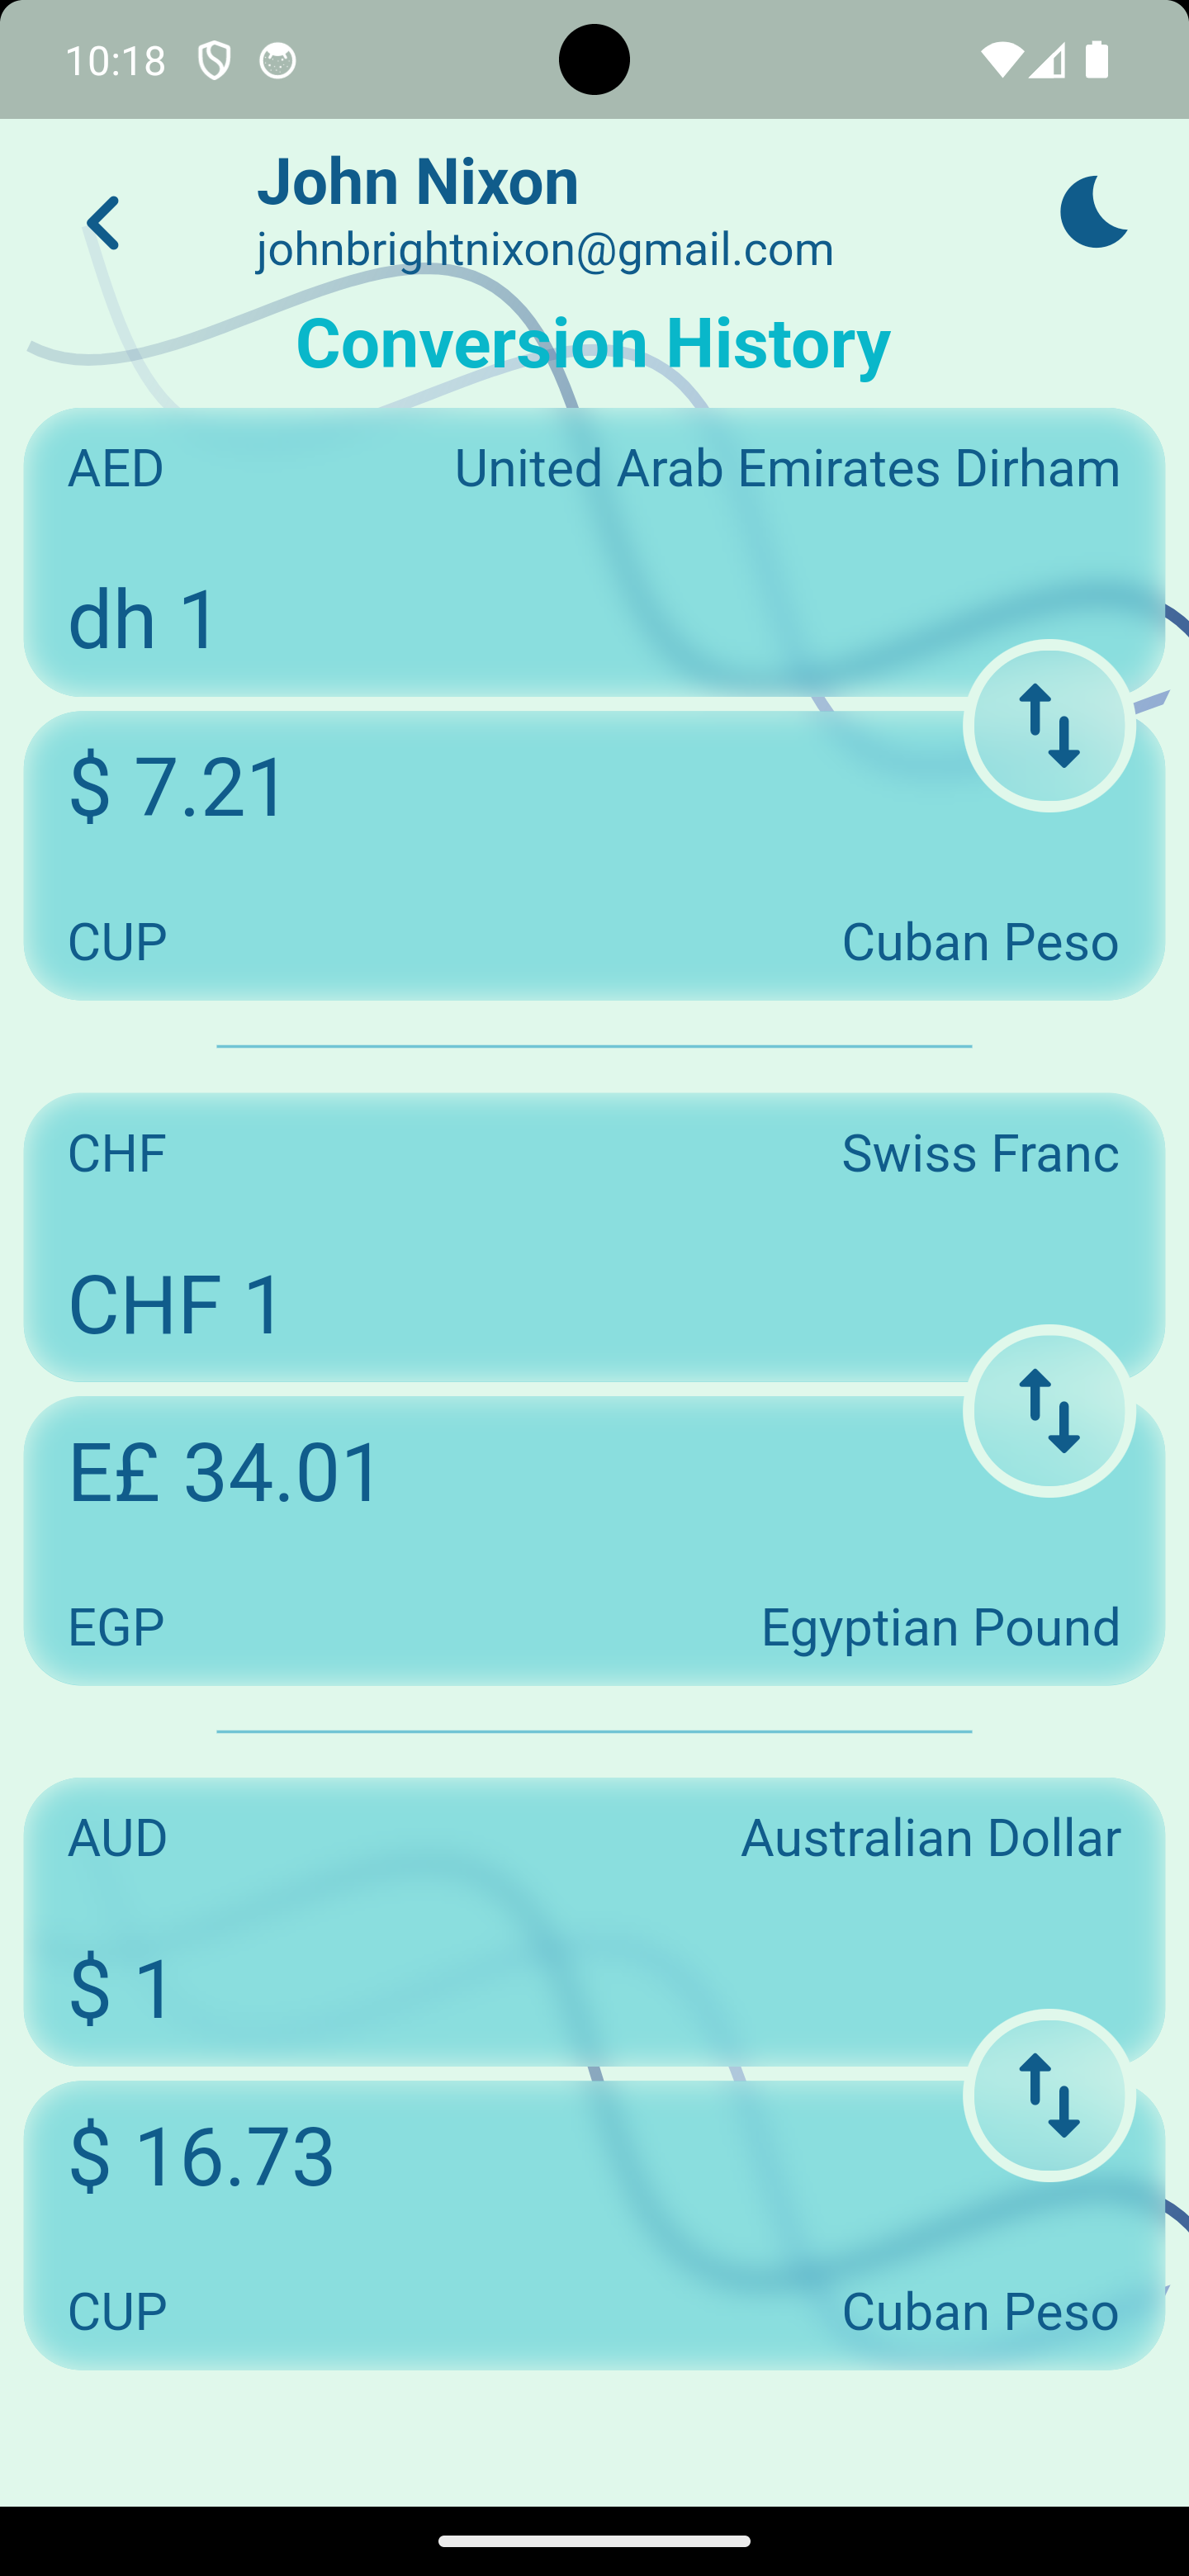 10:18
John Nixon
johnbrightnixon@gmail.com
Conversion History
AED United Arab Emirates Dirham
dh 1
$ 7.21
CUP Cuban Peso
CHF Swiss Franc
CHF 1
E£ 34.01
EGP Egyptian Pound
AUD Australian Dollar
$ 1
$ 16.73
CUP Cuban Peso